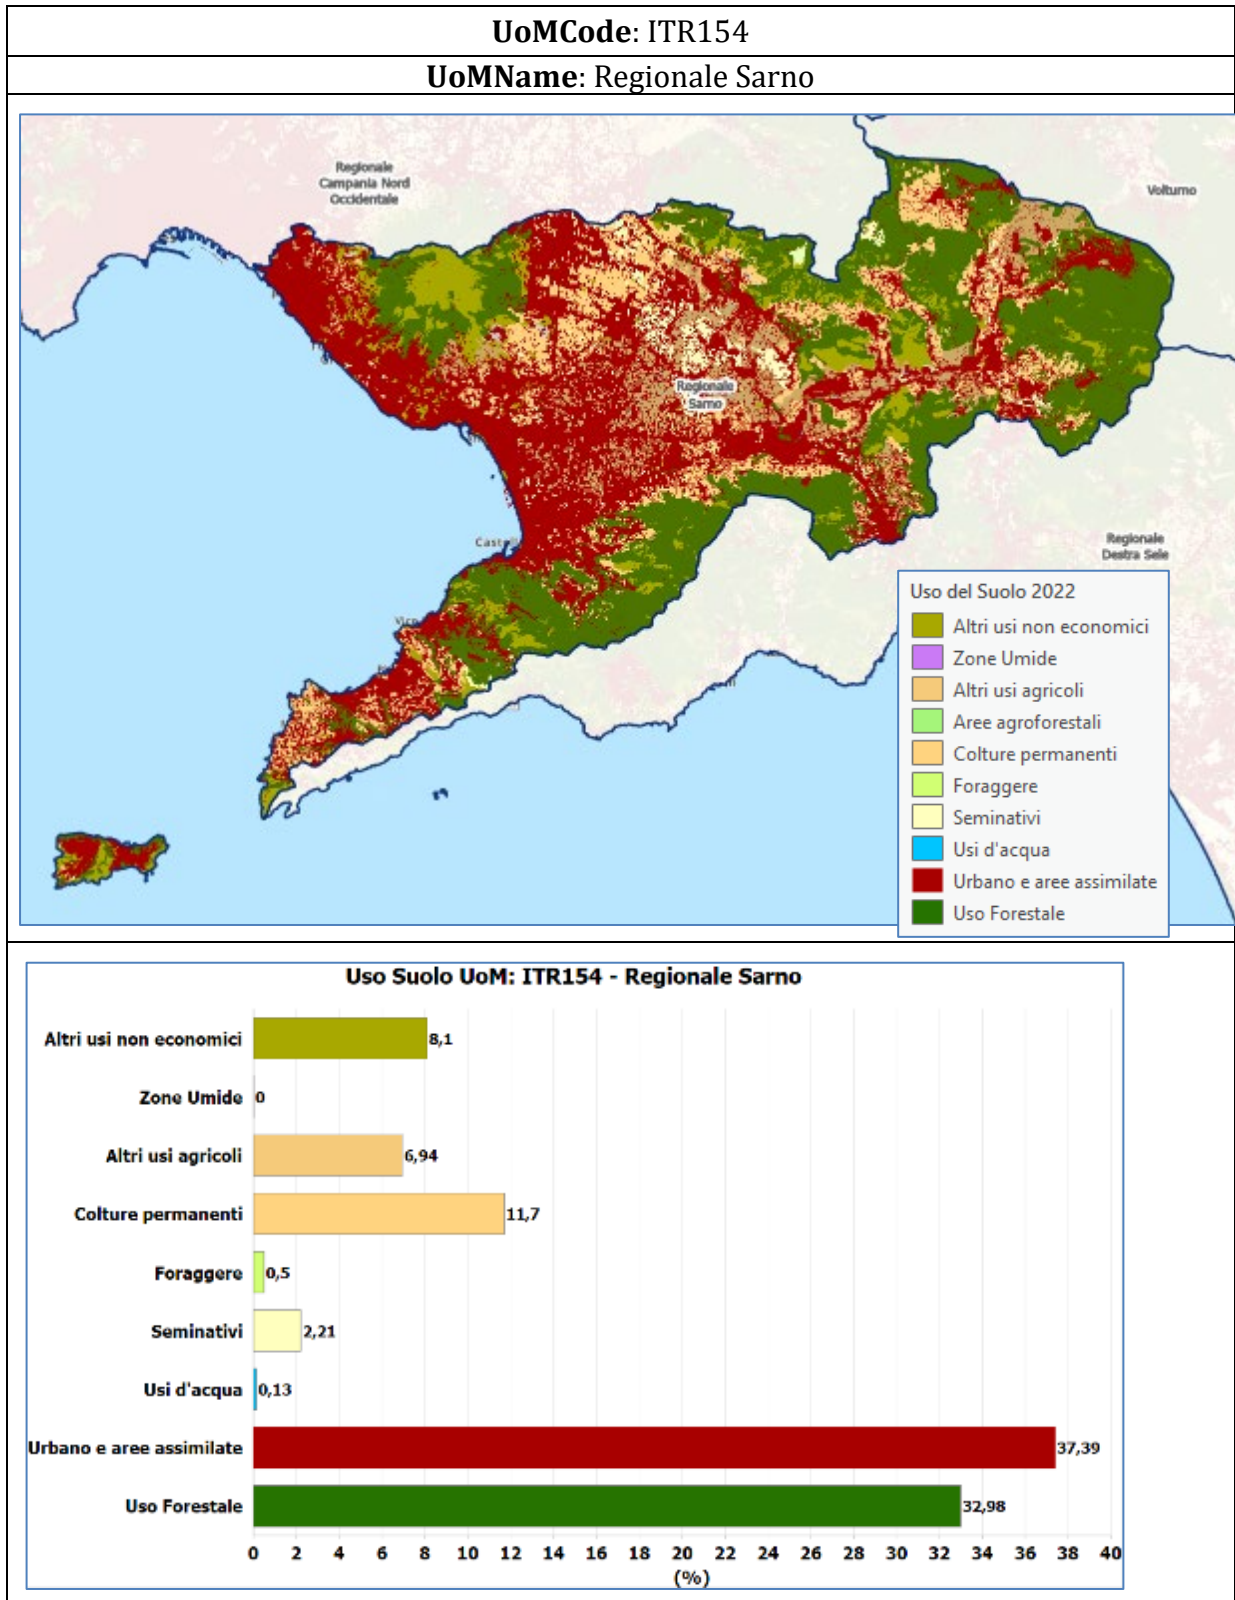 UoMCode: ITR154
UoMName: Regionale Sarno
Regionale
Campania Nord
Occidentale
Volturno
Regionale
Sarno
Regionale
Destra Sele
Uso del Suolo 2022
Altri usi non economici
Zone Umide
Altri usi agricoli
Aree agroforestali
Colture permanenti
Foraggere
Seminativi
Usi d'acqua
Urbano e aree assimilate
Uso Forestale
Uso Suolo UoM: ITR154 - Regionale Sarno
Altri usi non economici 8,1
Zone Umide 0
Altri usi agricoli 6,94
Colture permanenti 11,7
Foraggere 0,5
Seminativi 2,21
Usi d'acqua 0,13
Urbano e aree assimilate 37,39
Uso Forestale 32,98
0 2 4 6 8 10 12 14 16 18 20 22 24 26 28 30 32 34 36 38 40
(%)